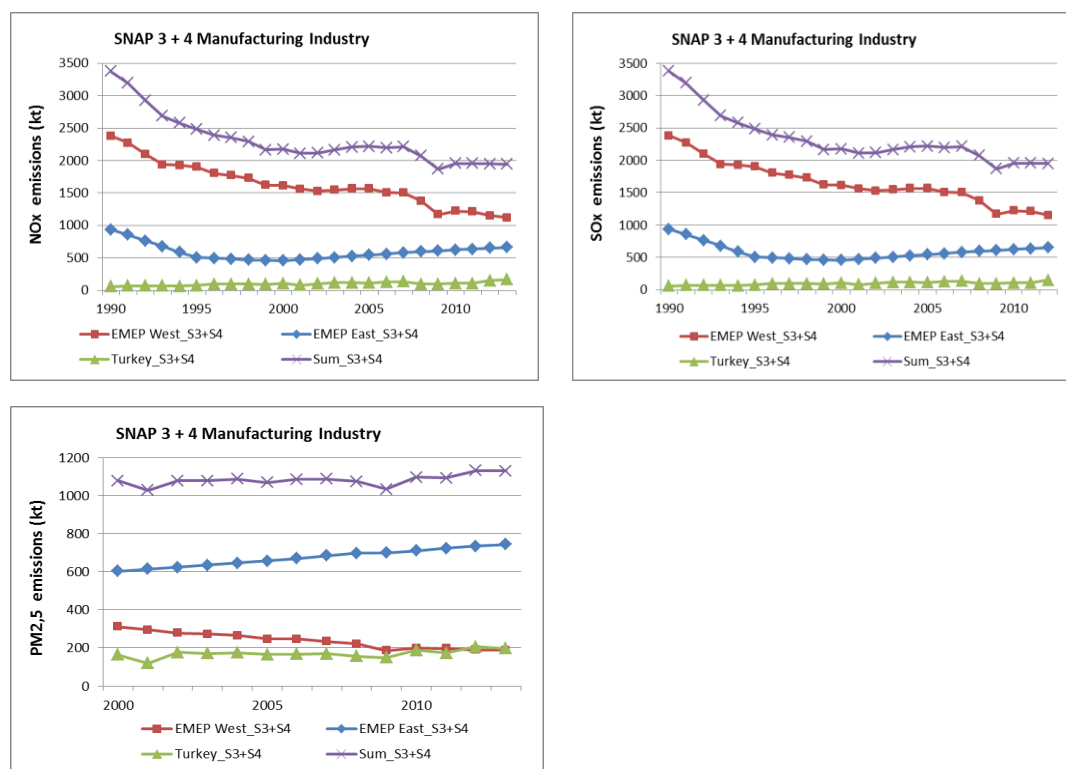 SNAP 3 + 4 Manufacturing Industry
NOx emissions (kt)
3500
3000
2500
2000
1500
1000
500
0
1990 1995 2000 2005 2010
EMEP West_S3+S4 EMEP East_S3+S4
Turkey_S3+S4 Sum_S3+S4
SNAP 3 + 4 Manufacturing Industry
SOx emissions (kt)
3500
3000
2500
2000
1500
1000
500
0
1990 1995 2000 2005 2010
EMEP West_S3+S4 EMEP East_S3+S4
Turkey_S3+S4 Sum_S3+S4
SNAP 3 + 4 Manufacturing Industry
PM2,5 emissions (kt)
1200
1000
800
600
400
200
0
2000 2005 2010
EMEP West_S3+S4 EMEP East_S3+S4
Turkey_S3+S4 Sum_S3+S4